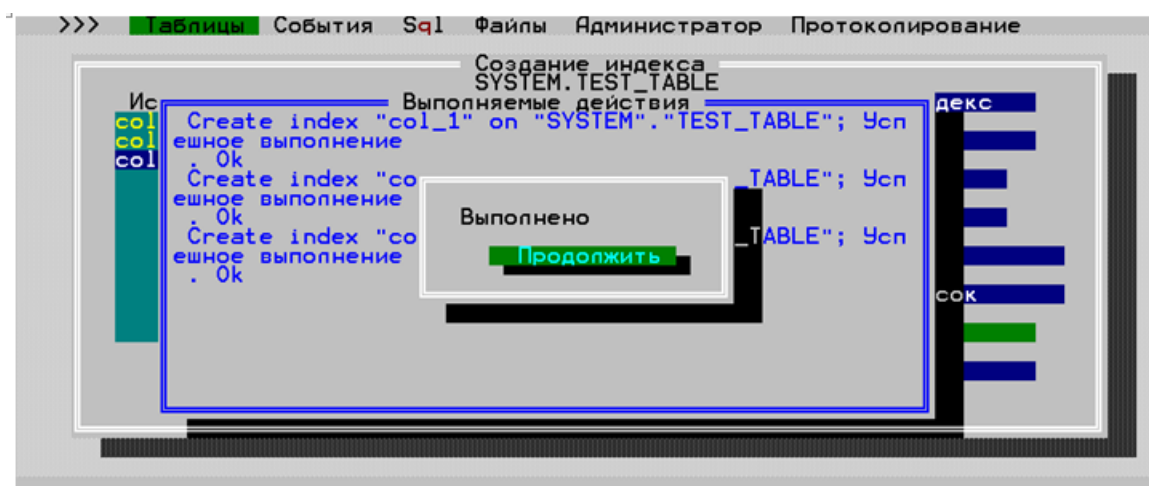 >>> Таблицы События Sql Файлы Администратор Протоколирование
Создание индекса
SYSTEM.TEST_TABLE
Ис Выполняемые действия декс
col Create index "col_1" on "SYSTEM"."TEST_TABLE"; Усп
col ешное выполнение
col . Ok
Create index "co _TABLE"; Усп
ешное выполнение
. Ok
Выполнено
Create index "co _TABLE"; Усп
ешное выполнение
Продолжить
. Ok
сок